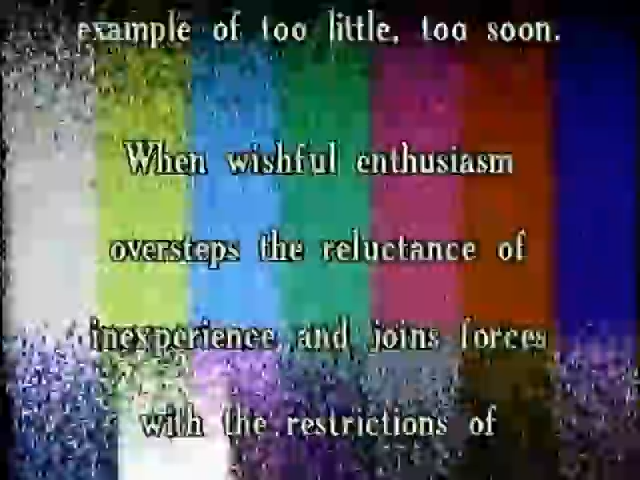 example of too little, too soon.
When wishful enthusiasm
oversteps the reluctance of
inexperience and joins forces
with the restrictions of